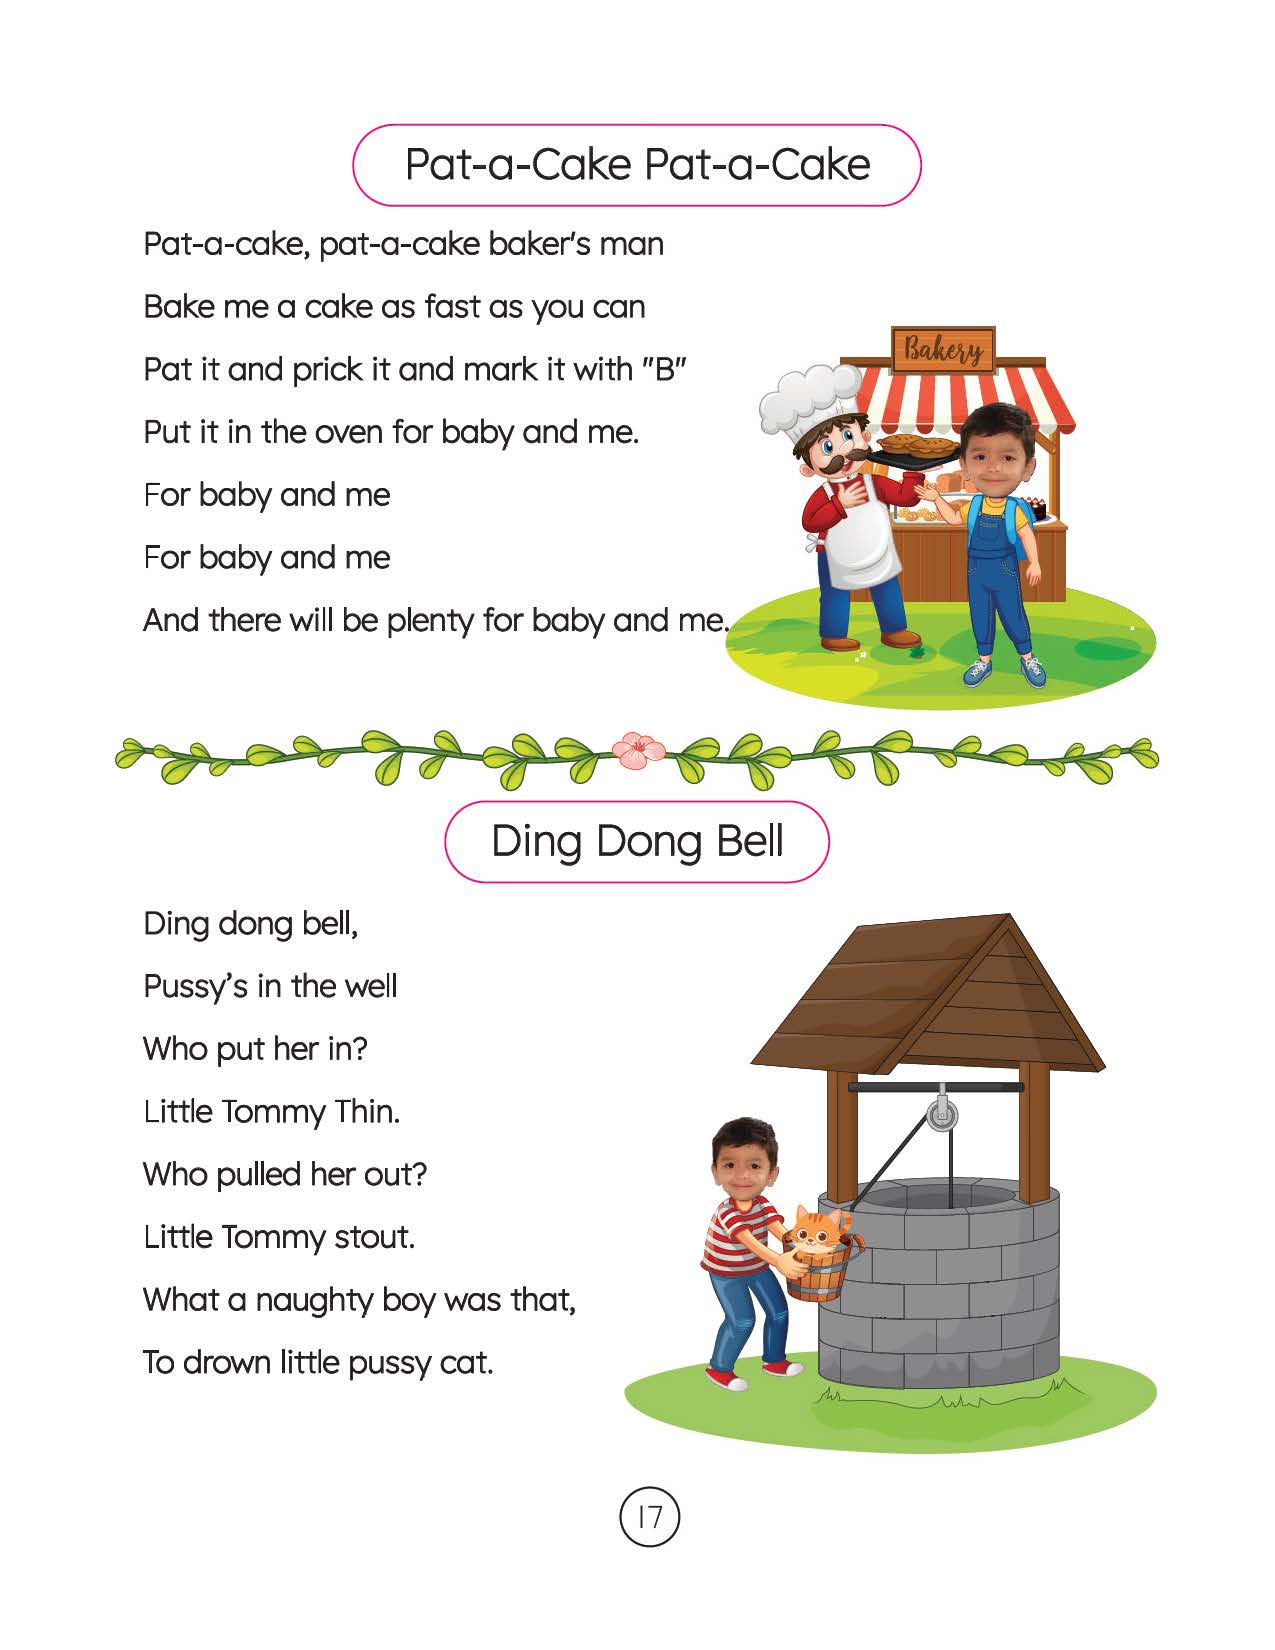 Pat-a-Cake Pat-a-Cake
Pat-a-cake, pat-a-cake baker's man
Bake me a cake as fast as you can
Pat it and prick it and mark it with "B"
Put it in the oven for baby and me.
For baby and me
For baby and me
And there will be plenty for baby and me.
Bakery
Ding Dong Bell
Ding dong bell,
Pussy’s in the well
Who put her in?
Little Tommy Thin.
Who pulled her out?
Little Tommy stout.
What a naughty boy was that,
To drown little pussy cat.
17